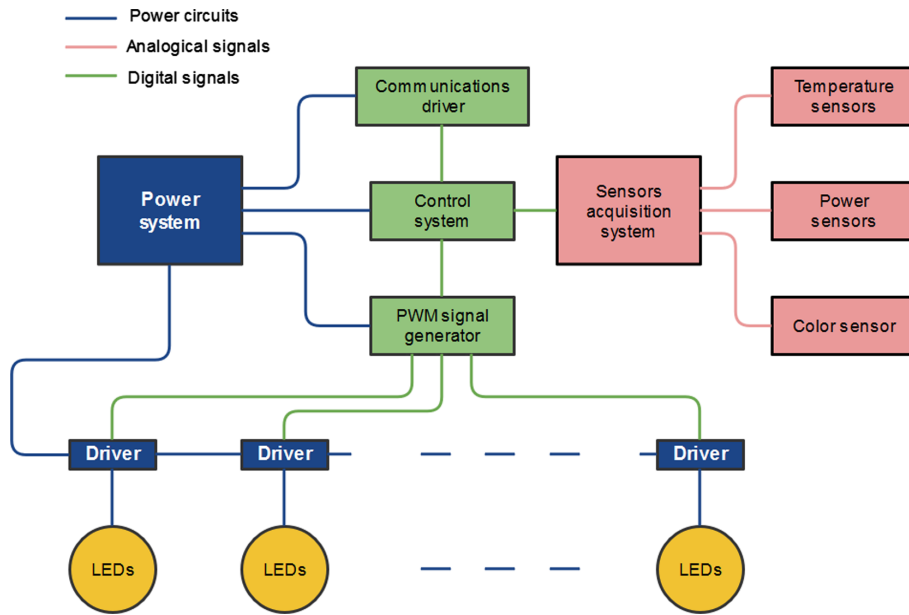 Power circuits
Analogical signals
Digital signals
Communications
driver
Temperature
sensors
Power
system
Control
system
Sensors
acquisition
system
Power
sensors
PWM signal
generator
Color sensor
Driver
Driver
Driver
LEDs
LEDs
LEDs